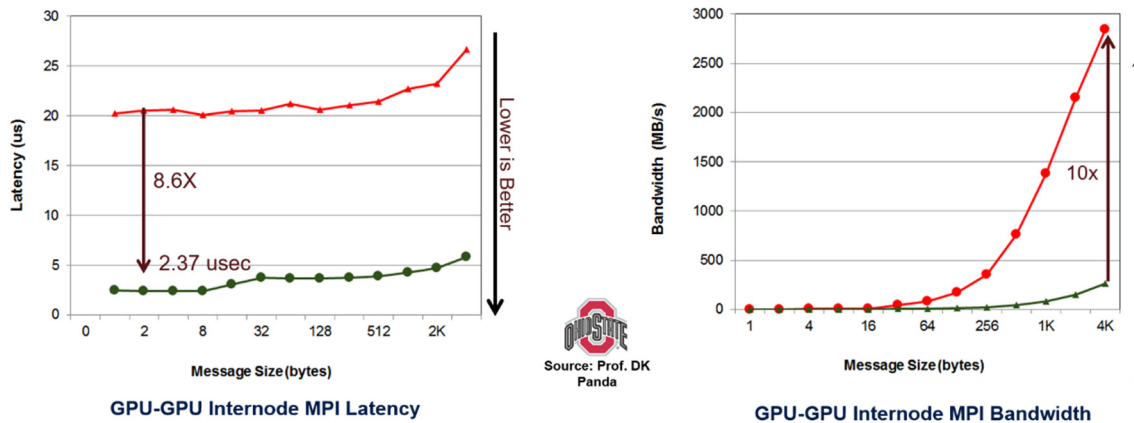 30
25
20
15
10
5
0
Latency (us)
8.6X
2.37 usec
0 2 8 32 128 512 2K
Message Size (bytes)
GPU-GPU Internode MPI Latency
Lower is Better
OHIO STATE
Source: Prof. DK
Panda
3000
2500
2000
1500
1000
500
0
Bandwidth (MB/s)
10x
1 4 16 64 256 1K 4K
Message Size (bytes)
GPU-GPU Internode MPI Bandwidth